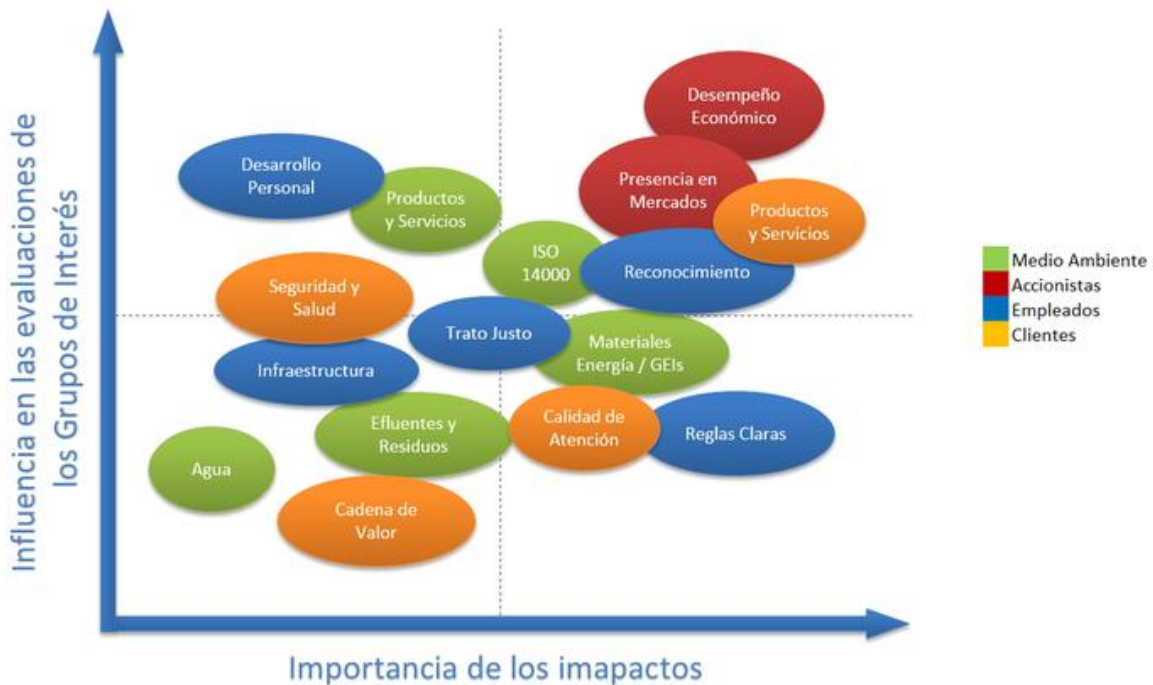 Influencia en las evaluaciones de
los Grupos de Interés
Desempeño
Económico
Desarrollo
Personal
Presencia en
Mercados
Productos
y Servicios
Productos
y Servicios
ISO
14000
Reconocimiento
Seguridad y
Salud
Trato Justo
Materiales
Energía / GEIs
Infraestructura
Efluentes y
Residuos
Calidad de
Atención
Reglas Claras
Agua
Cadena de
Valor
Importancia de los imapactos
Medio Ambiente
Accionistas
Empleados
Clientes